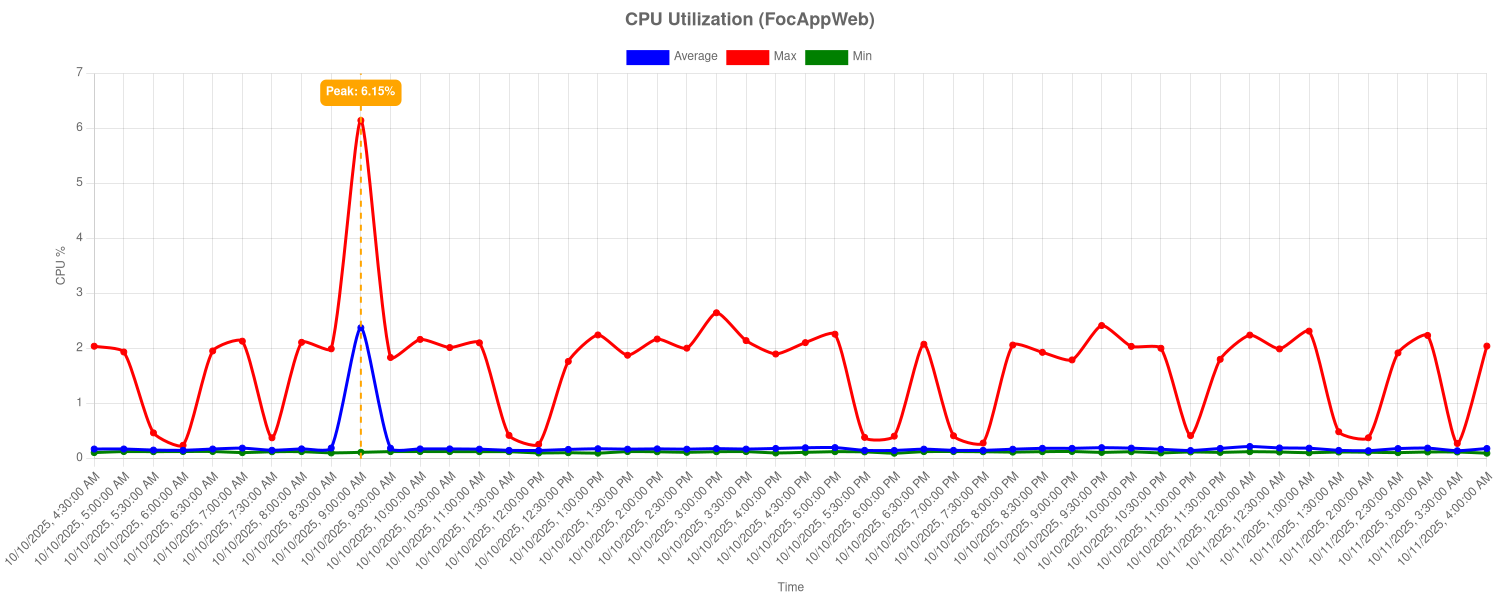 CPU Utilization (FocAppWeb)
Average Max Min
7
Peak: 6.15%
6
5
4
3
2
1
0
CPU %
10/10/2025, 4:30:00 AM
10/10/2025, 5:00:00 AM
10/10/2025, 5:30:00 AM
10/10/2025, 6:00:00 AM
10/10/2025, 6:30:00 AM
10/10/2025, 7:00:00 AM
10/10/2025, 7:30:00 AM
10/10/2025, 8:00:00 AM
10/10/2025, 8:30:00 AM
10/10/2025, 9:00:00 AM
10/10/2025, 9:30:00 AM
10/10/2025, 10:00:00 AM
10/10/2025, 10:30:00 AM
10/10/2025, 11:00:00 AM
10/10/2025, 11:30:00 AM
10/10/2025, 12:00:00 PM
10/10/2025, 12:30:00 PM
10/10/2025, 1:00:00 PM
10/10/2025, 1:30:00 PM
10/10/2025, 2:00:00 PM
10/10/2025, 2:30:00 PM
10/10/2025, 3:00:00 PM
10/10/2025, 3:30:00 PM
10/10/2025, 4:00:00 PM
10/10/2025, 4:30:00 PM
10/10/2025, 5:00:00 PM
10/10/2025, 5:30:00 PM
10/10/2025, 6:00:00 PM
10/10/2025, 6:30:00 PM
10/10/2025, 7:00:00 PM
10/10/2025, 7:30:00 PM
10/10/2025, 8:00:00 PM
10/10/2025, 8:30:00 PM
10/10/2025, 9:00:00 PM
10/10/2025, 9:30:00 PM
10/10/2025, 10:00:00 PM
10/10/2025, 10:30:00 PM
10/10/2025, 11:00:00 PM
10/10/2025, 11:30:00 PM
10/11/2025, 12:00:00 AM
10/11/2025, 12:30:00 AM
10/11/2025, 1:00:00 AM
10/11/2025, 1:30:00 AM
10/11/2025, 2:00:00 AM
10/11/2025, 2:30:00 AM
10/11/2025, 3:00:00 AM
10/11/2025, 3:30:00 AM
10/11/2025, 4:00:00 AM
Time